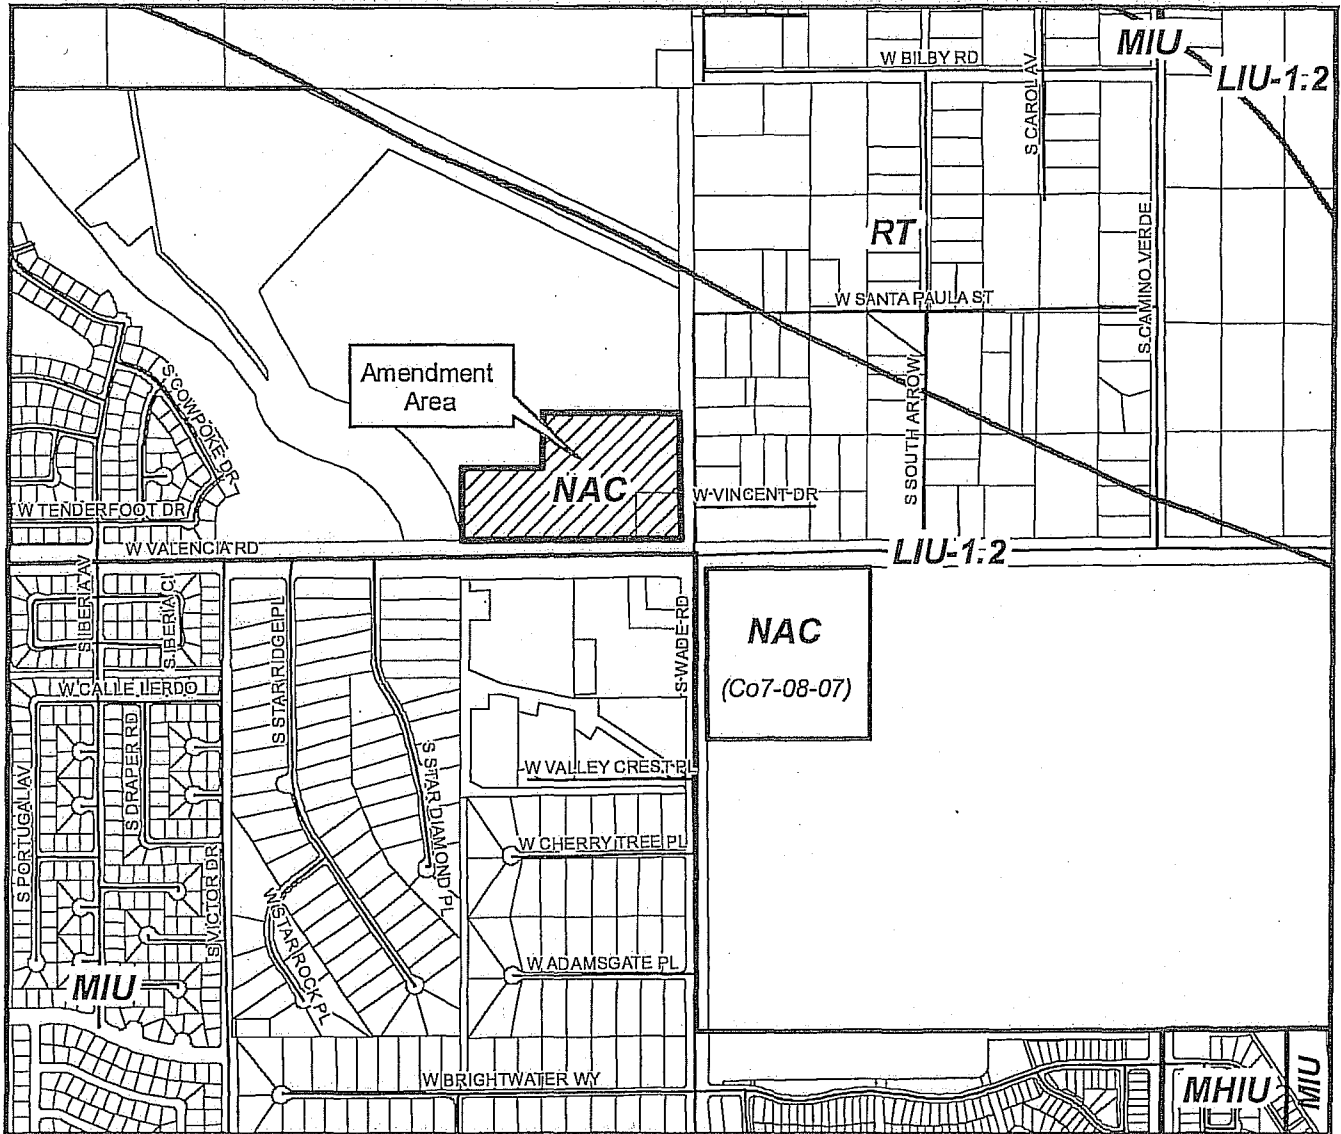 MIU
W BILBY RD
LIU-1.2
S CAROL AV
RT
S CAMINO VERDE
W SANTA PAULA ST
Amendment
Area
S COWPOKE DR
S SOUTH ARROW
NAC
W VINCENT DR
W TENDERFOOT DR
W VALENCIA RD
LIU-1.2
S IBERIA AV
S IBERIA CI
S STAR RIDGE PL
S WADE RD
NAC
(Co7-08-07)
W CALLE LERDO
S PORTUGAL AV
S DRAPER RD
S STAR DIAMOND PL
W VALLEY CREST PL
W CHERRY TREE PL
S VICTOR DR
W STAR ROCK PL
W ADAMSGATE PL
MIU
W BRIGHTWATER WY
MHIU
MIU